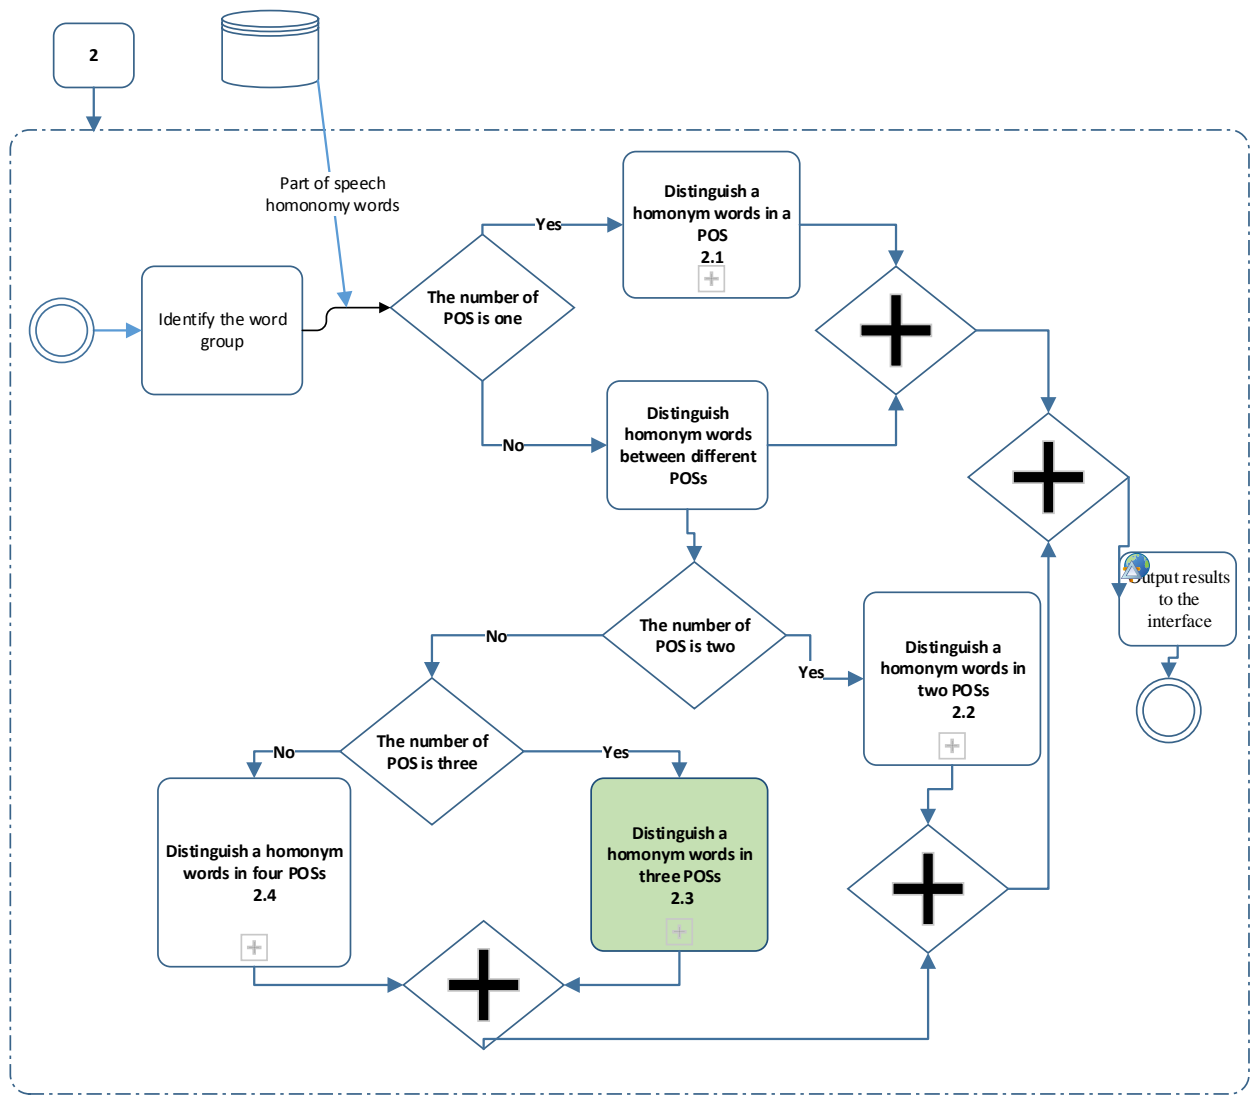 2
Part of speech
homonomy words
Yes
Distinguish a
homonym words in a
POS
2.1
Identify the word
group
The number of
POS is one
No
Distinguish
homonym words
between different
POSs
Output results
to the
interface
The number of
POS is two
No
Yes
Distinguish a
homonym words in
two POSs
2.2
The number of
POS is three
No
Yes
Distinguish a homonym
words in four POSs
2.4
Distinguish a
homonym words in
three POSs
2.3